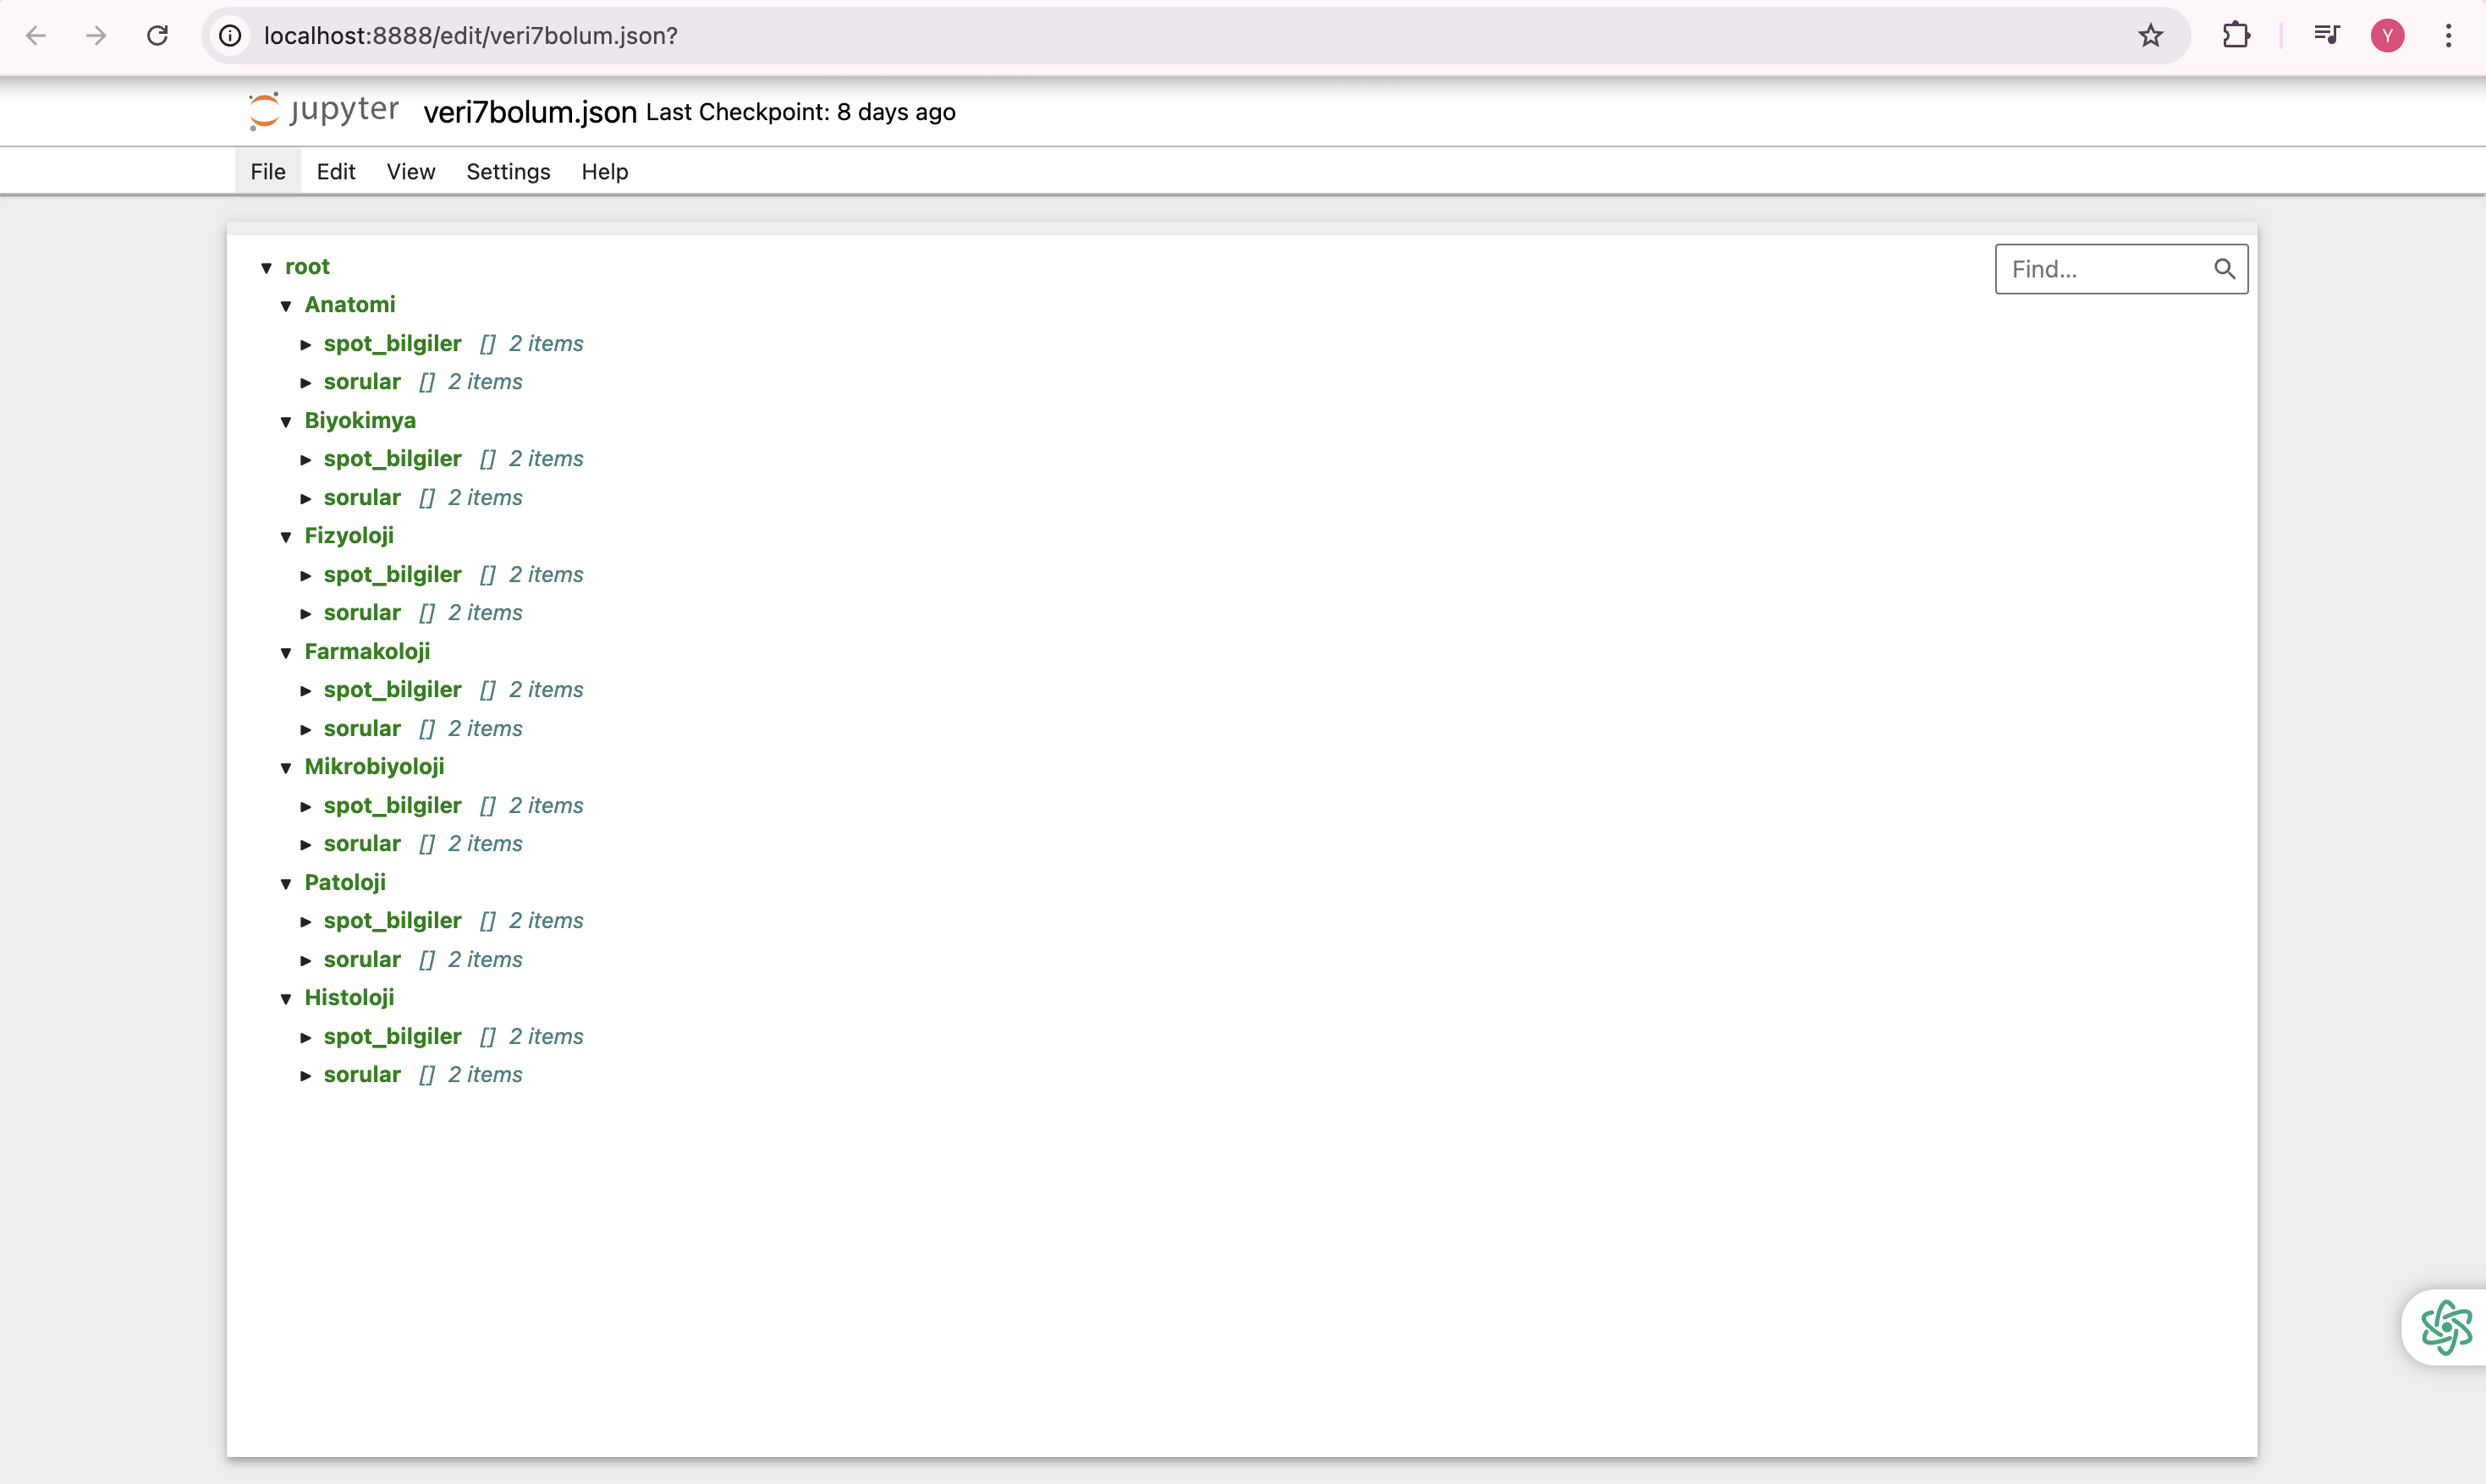 localhost:8888/edit/veri7bolum.json?
Y
jupyter veri7bolum.json Last Checkpoint: 8 days ago
File Edit View Settings Help
Find...
root
Anatomi
spot_bilgiler [] 2 items
sorular [] 2 items
Biyokimya
spot_bilgiler [] 2 items
sorular [] 2 items
Fizyoloji
spot_bilgiler [] 2 items
sorular [] 2 items
Farmakoloji
spot_bilgiler [] 2 items
sorular [] 2 items
Mikrobiyoloji
spot_bilgiler [] 2 items
sorular [] 2 items
Patoloji
spot_bilgiler [] 2 items
sorular [] 2 items
Histoloji
spot_bilgiler [] 2 items
sorular [] 2 items